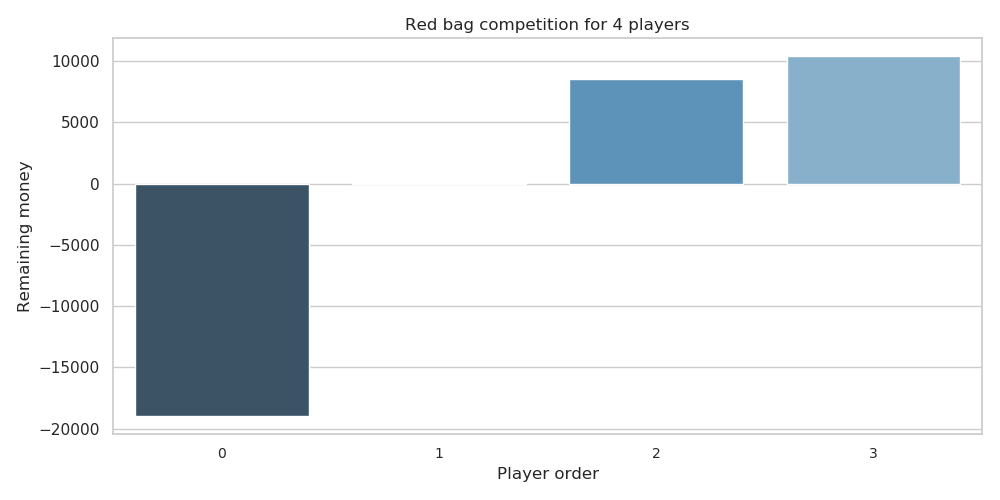 Red bag competition for 4 players
Remaining money
10000
5000
0
−5000
−10000
−15000
−20000
0 1 2 3
Player order